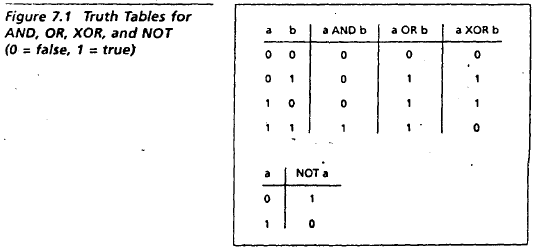 Figure 7.1 Truth Tables for
AND, OR, XOR, and NOT
(0 = false, 1 = true)
a b a AND b a OR b a XOR b
0 0 0 0 0
0 1 0 1 1
1 0 0 1 1
1 1 1 1 0
a NOT a
0 1
1 0